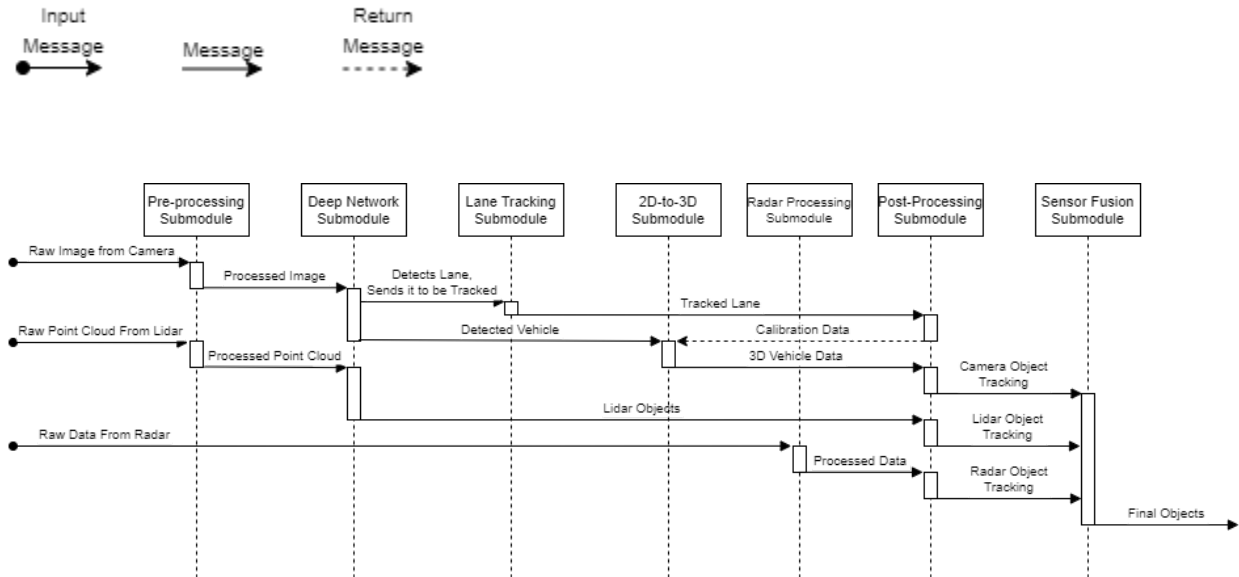 Input
Message
Message
Return
Message
Pre-processing
Submodule
Deep Network
Submodule
Lane Tracking
Submodule
2D-to-3D
Submodule
Radar Processing
Submodule
Post-Processing
Submodule
Sensor Fusion
Submodule
Raw Image from Camera
Processed Image
Detects Lane,
Sends it to be Tracked
Tracked Lane
Raw Point Cloud From Lidar
Detected Vehicle
Calibration Data
Processed Point Cloud
3D Vehicle Data
Camera Object
Tracking
Lidar Objects
Lidar Object
Tracking
Raw Data From Radar
Processed Data
Radar Object
Tracking
Final Objects